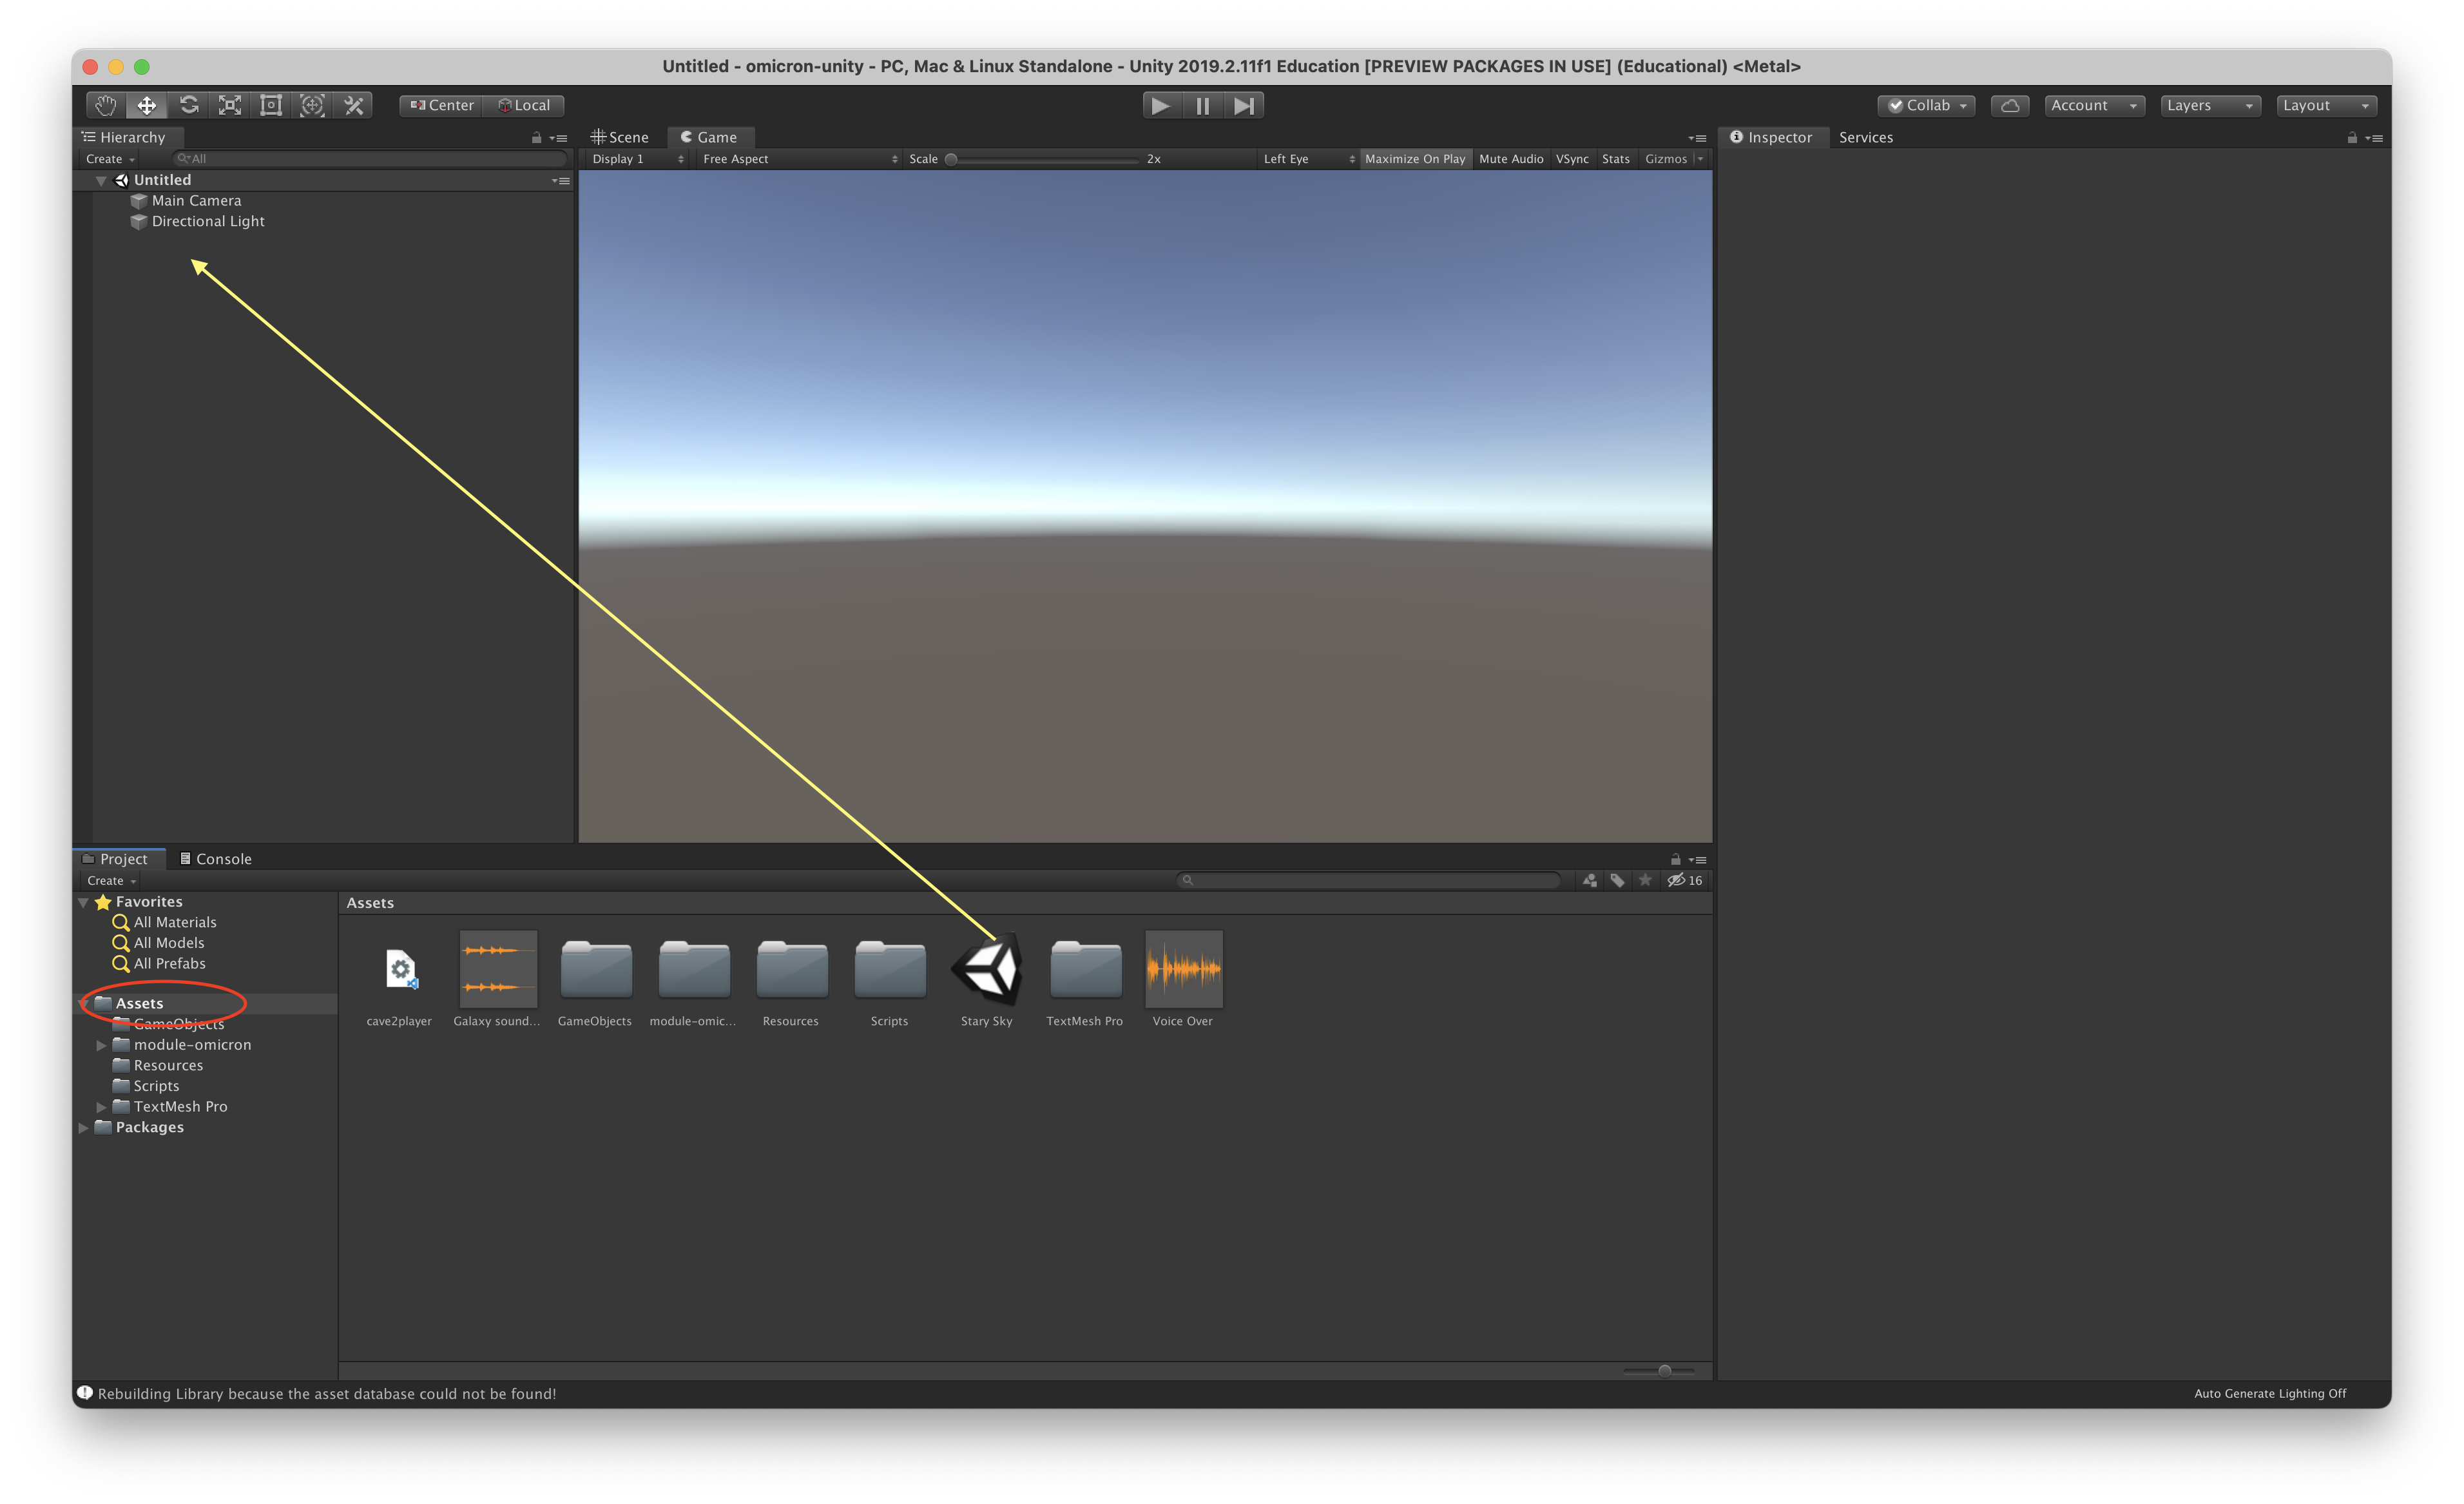 Untitled - omicron-unity - PC, Mac & Linux Standalone - Unity 2019.2.11f1 Education [PREVIEW PACKAGES IN USE] (Educational) <Metal>
Center Local Collab Account Layers Layout
Hierarchy
Create All
Untitled
Main Camera
Directional Light
Scene Game
Display 1 Free Aspect Scale 2x Left Eye Maximize On Play Mute Audio VSync Stats Gizmos
Inspector Services
Project Console
Create 16
Favorites
All Materials
All Models
All Prefabs
Assets
GameObjects
module-omicron
Resources
Scripts
TextMesh Pro
Packages
Assets
cave2player Galaxy sound... GameObjects module-omic... Resources Scripts Stary Sky TextMesh Pro Voice Over
Rebuilding Library because the asset database could not be found!
Auto Generate Lighting Off